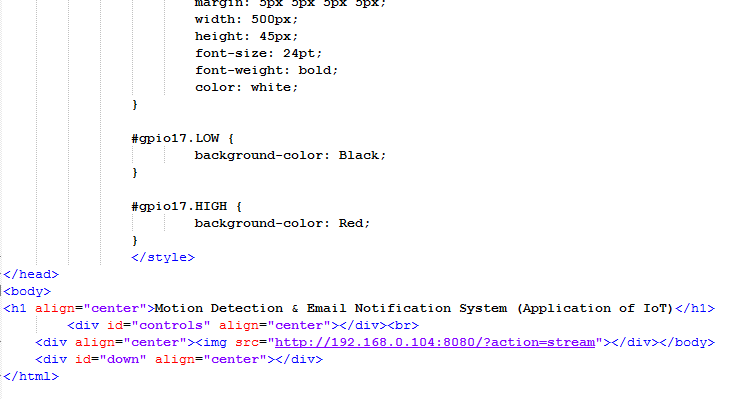 margin: 5px 5px 5px 5px;
width: 500px;
height: 45px;
font-size: 24pt;
font-weight: bold;
color: white;
}
#gpio17.LOW {
background-color: Black;
}
#gpio17.HIGH {
background-color: Red;
}
</style>
</head>
<body>
<h1 align="center">Motion Detection & Email Notification System (Application of IoT)</h1>
<div id="controls" align="center"></div><br>
<div align="center"><img src="http://192.168.0.104:8080/?action=stream"></div></body>
<div id="down" align="center"></div>
</html>